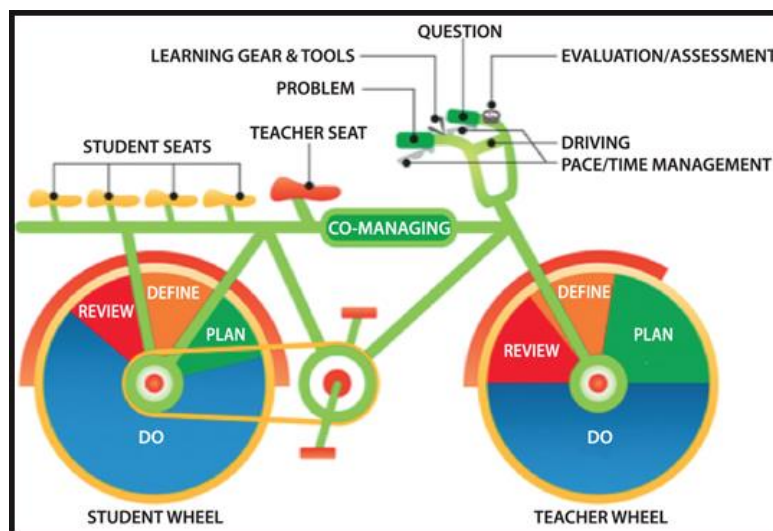 QUESTION
LEARNING GEAR & TOOLS
EVALUATION/ASSESSMENT
PROBLEM
TEACHER SEAT
STUDENT SEATS
DRIVING
PACE/TIME MANAGEMENT
CO-MANAGING
REVIEW
DEFINE
PLAN
DO
STUDENT WHEEL
REVIEW
DEFINE
PLAN
DO
TEACHER WHEEL